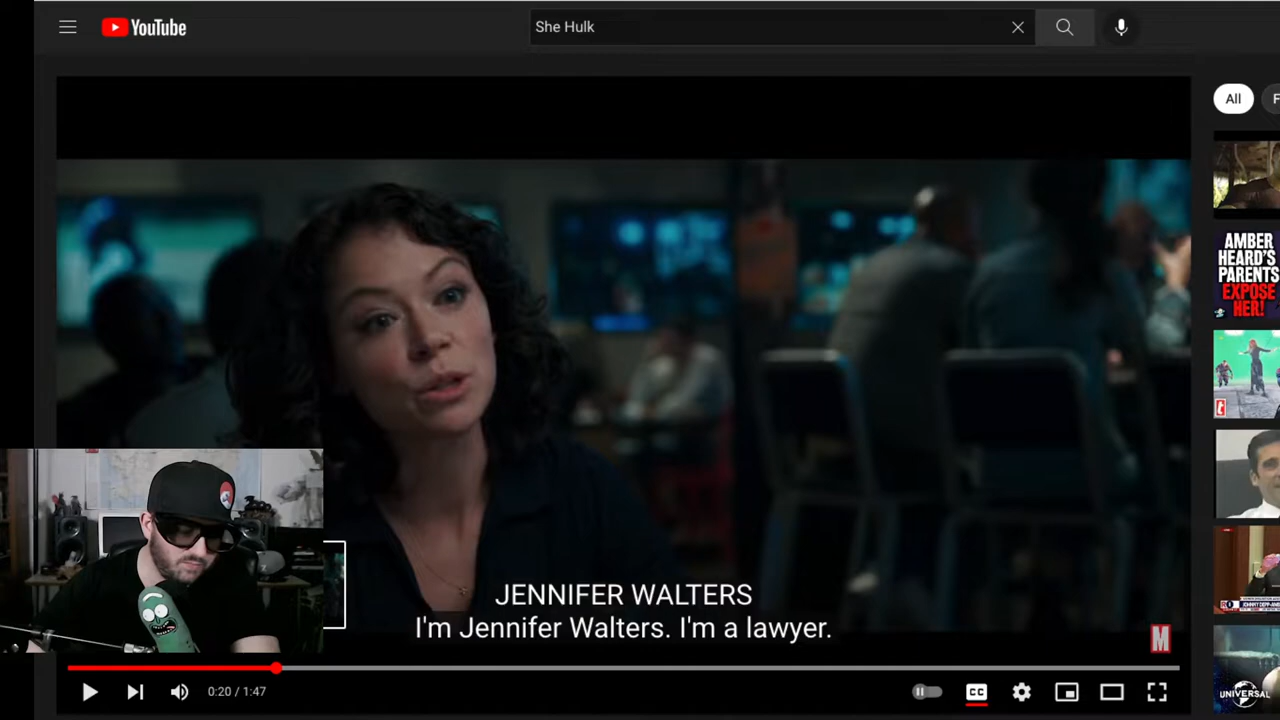 YouTube
She Hulk
All
F
AMBER
HEARD'S
PARENTS
EXPOSE
HER!
JENNIFER WALTERS
I'm Jennifer Walters. I'm a lawyer.
M
0:20 / 1:47
CC
UNIVERSAL